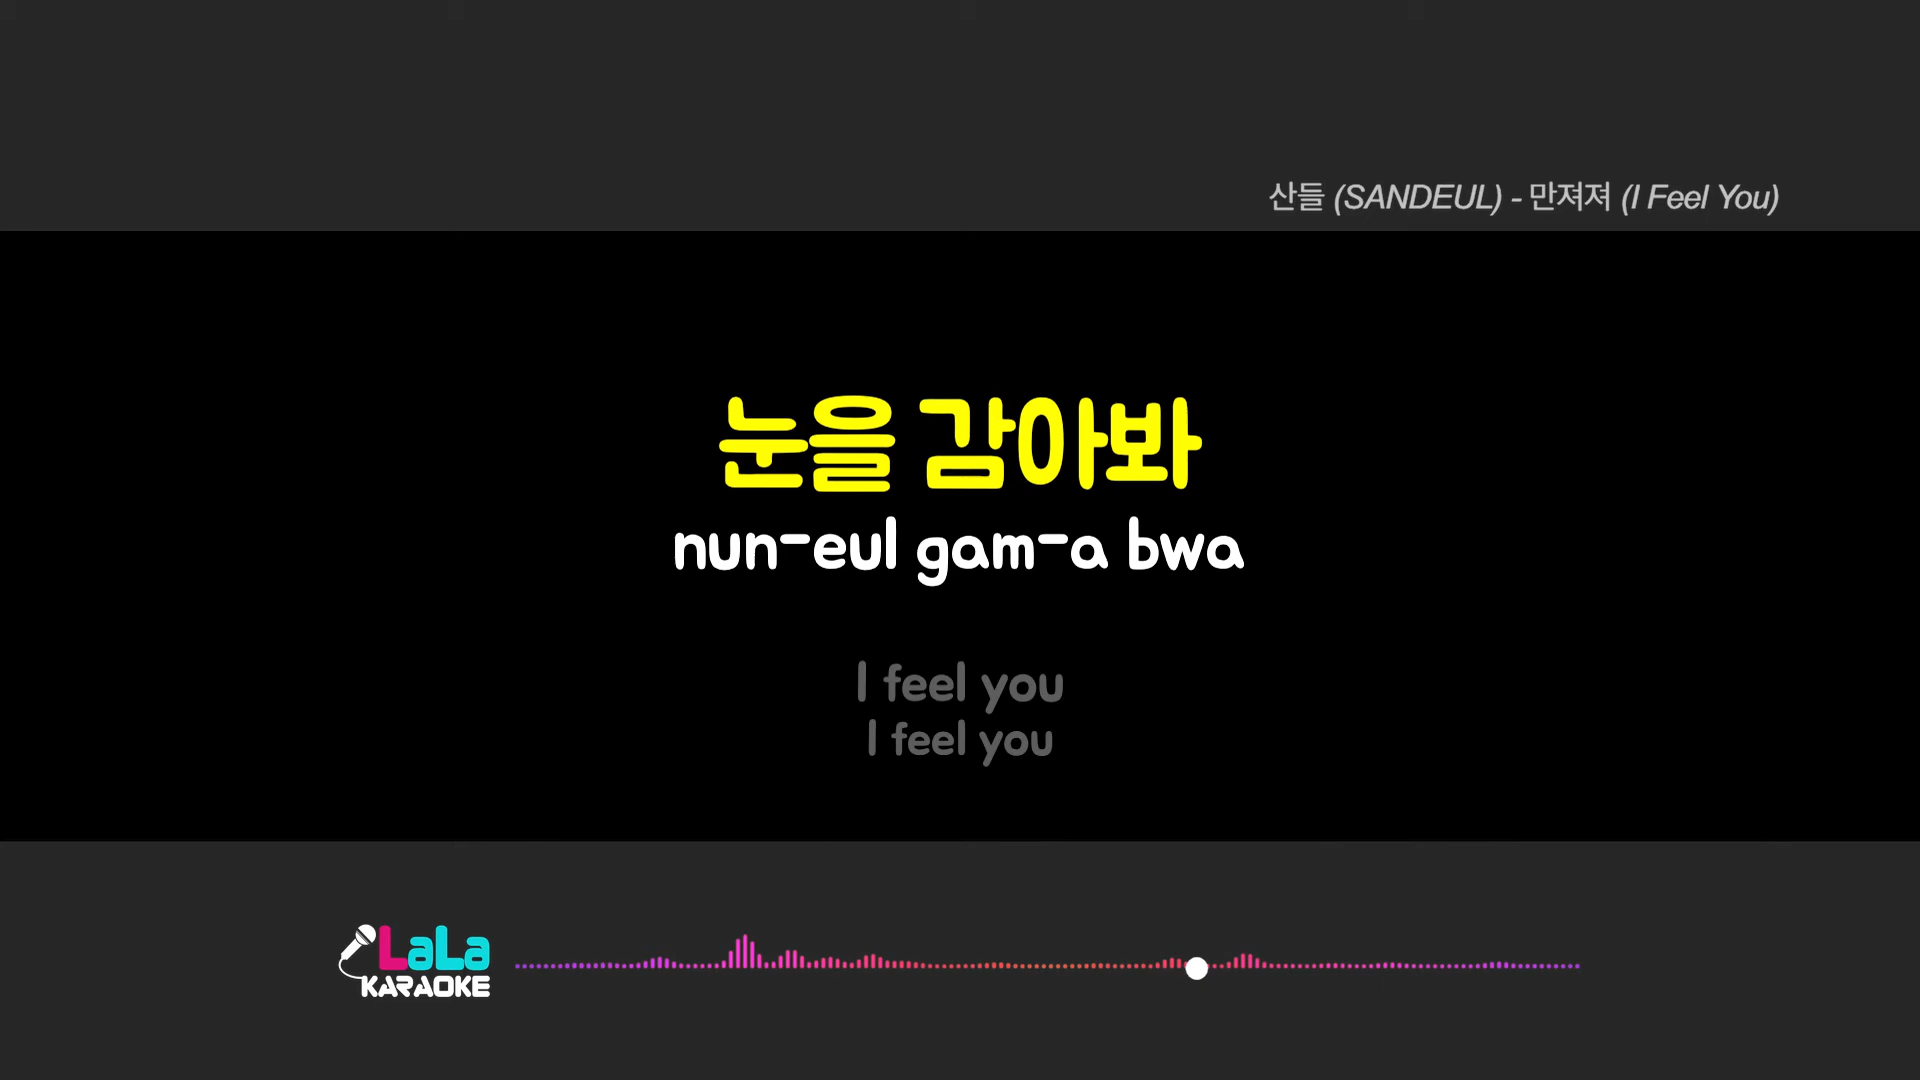 산들 (SANDEUL) - 만져져 (I Feel You)
눈을 감아봐
nun-eul gam-a bwa
I feel you
I feel you
LaLa
KARAOKE